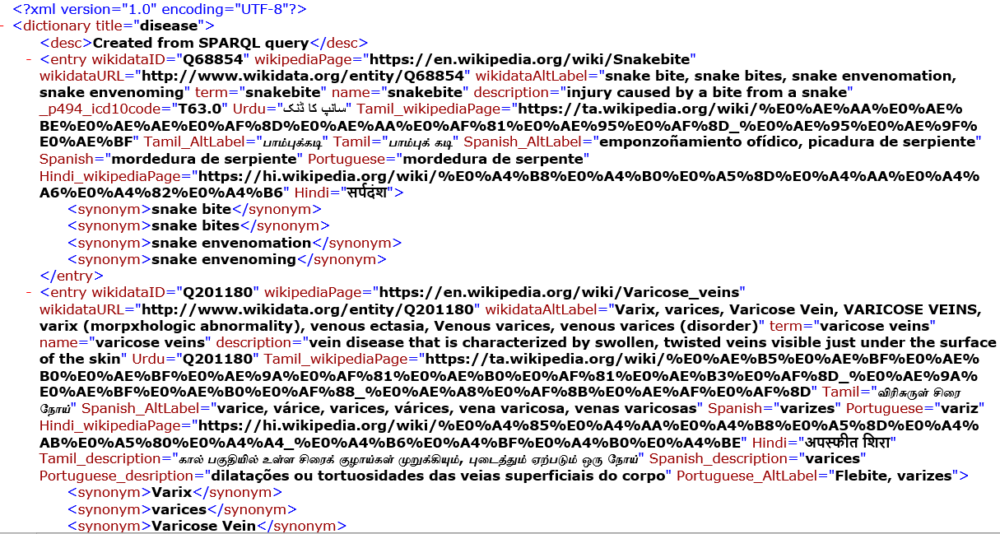 <?xml version="1.0" encoding="UTF-8"?>
- <dictionary title="disease">
<desc>Created from SPARQL query</desc>
- <entry wikidataID="Q68854" wikipediaPage="https://en.wikipedia.org/wiki/Snakebite"
wikidataURL="http://www.wikidata.org/entity/Q68854" wikidataAltLabel="snake bite, snake bites, snake envenomation,
snake envenoming" term="snakebite" name="snakebite" description="injury caused by a bite from a snake"
_p494_icd10code="T63.0" Urdu="سانپ کا ڈنک" Tamil_wikipediaPage="https://ta.wikipedia.org/wiki/%E0%AE%AA%E0%AE%
BE%E0%AE%AE%E0%AF%8D%E0%AE%AA%E0%AF%81%E0%AE%95%E0%AF%8D_%E0%AE%95%E0%AE%9F%
E0%AE%BF" Tamil_AltLabel="பாம்புக்கடி" Tamil="பாம்புக் கடி" Spanish_AltLabel="emponzoñamiento ofídico, picadura de serpiente"
Spanish="mordedura de serpiente" Portuguese="mordedura de serpente"
Hindi_wikipediaPage="https://hi.wikipedia.org/wiki/%E0%A4%B8%E0%A4%B0%E0%A5%8D%E0%A4%AA%E0%A4%
A6%E0%A4%82%E0%A4%B6" Hindi="सर्पदंश">
<synonym>snake bite</synonym>
<synonym>snake bites</synonym>
<synonym>snake envenomation</synonym>
<synonym>snake envenoming</synonym>
</entry>
- <entry wikidataID="Q201180" wikipediaPage="https://en.wikipedia.org/wiki/Varicose_veins"
wikidataURL="http://www.wikidata.org/entity/Q201180" wikidataAltLabel="Varix, varices, Varicose Vein, VARICOSE VEINS,
varix (morpxhologic abnormality), venous ectasia, Venous varices, venous varices (disorder)" term="varicose veins"
name="varicose veins" description="vein disease that is characterized by swollen, twisted veins visible just under the surface
of the skin" Urdu="Q201180" Tamil_wikipediaPage="https://ta.wikipedia.org/wiki/%E0%AE%B5%E0%AE%BF%E0%AE%
B0%E0%AE%BF%E0%AE%9A%E0%AF%81%E0%AE%B0%E0%AF%81%E0%AE%B3%E0%AF%8D_%E0%AE%9A%
E0%AE%BF%E0%AE%B0%E0%AF%88_%E0%AE%A8%E0%AF%8B%E0%AE%AF%E0%AF%8D" Tamil="விரிசுருள் சிரை
நோய்" Spanish_AltLabel="varice, várice, varices, várices, vena varicosa, venas varicosas" Spanish="varizes" Portuguese="variz"
Hindi_wikipediaPage="https://hi.wikipedia.org/wiki/%E0%A4%85%E0%A4%AA%E0%A4%B8%E0%A5%8D%E0%A4%
AB%E0%A5%80%E0%A4%A4_%E0%A4%B6%E0%A4%BF%E0%A4%B0%E0%A4%BE" Hindi="अपस्फीत शिरा"
Tamil_description="கால் பகுதியில் உள்ள சிரைக் குழாய்கள் முறுக்கியும், புடைத்தும் ஏற்படும் ஒரு நோய்" Spanish_description="varices"
Portuguese_desription="dilatações ou tortuosidades das veias superficiais do corpo" Portuguese_AltLabel="Flebite, varizes">
<synonym>Varix</synonym>
<synonym>varices</synonym>
<synonym>Varicose Vein</synonym>